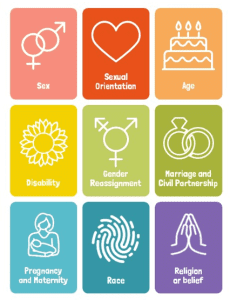 Sex
Sexual
Orientation
Age
Disability
Gender
Reassignment
Marriage and
Civil Partnership
Pregnancy
and Maternity
Race
Religion
or belief